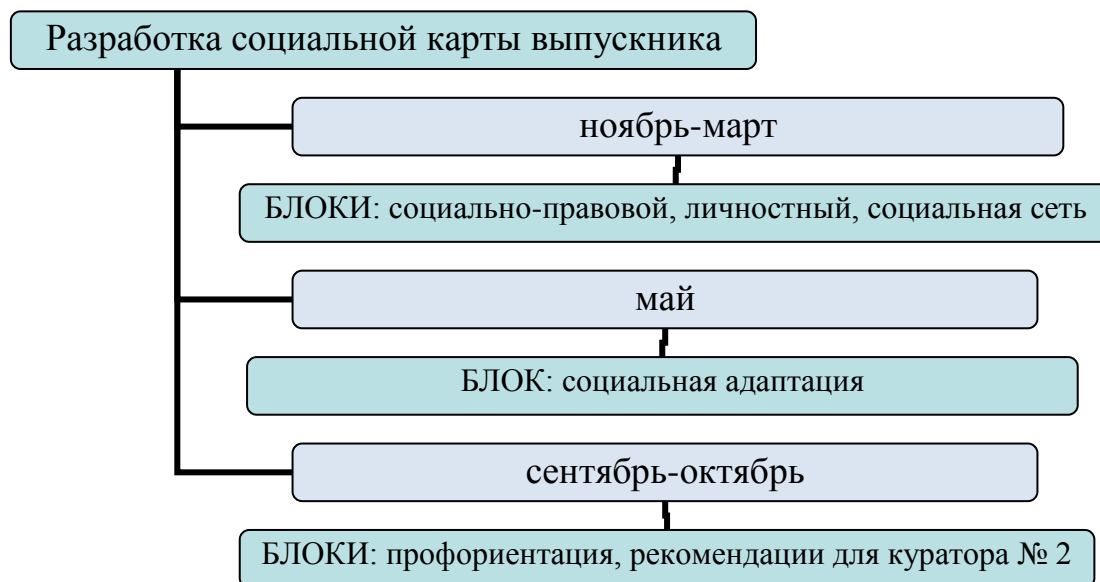 Разработка социальной карты выпускника
ноябрь-март
БЛОКИ: социально-правовой, личностный, социальная сеть
май
БЛОК: социальная адаптация
сентябрь-октябрь
БЛОКИ: профориентация, рекомендации для куратора № 2